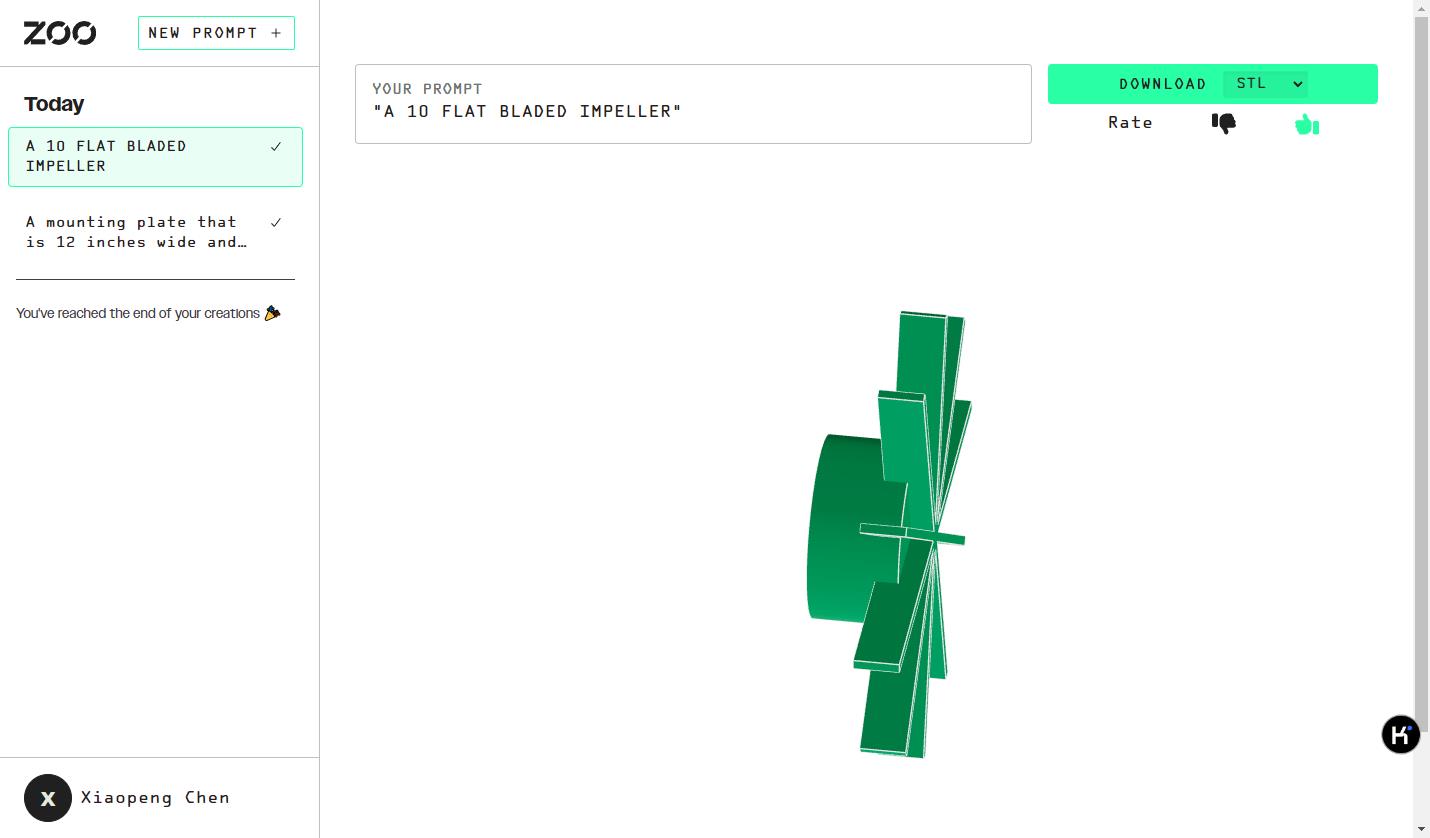 ZOO
NEW PROMPT +
Today
A 10 FLAT BLADED
IMPELLER
A mounting plate that
is 12 inches wide and…
You've reached the end of your creations
X
Xiaopeng Chen
YOUR PROMPT
"A 10 FLAT BLADED IMPELLER"
DOWNLOAD STL
Rate
K